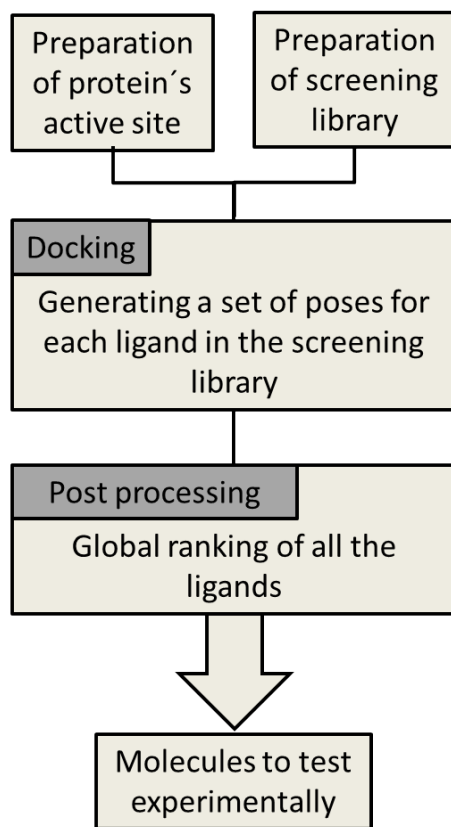 Preparation
of protein´s
active site
Preparation
of screening
library
Docking
Generating a set of poses for
each ligand in the screening
library
Post processing
Global ranking of all the
ligands
Molecules to test
experimentally